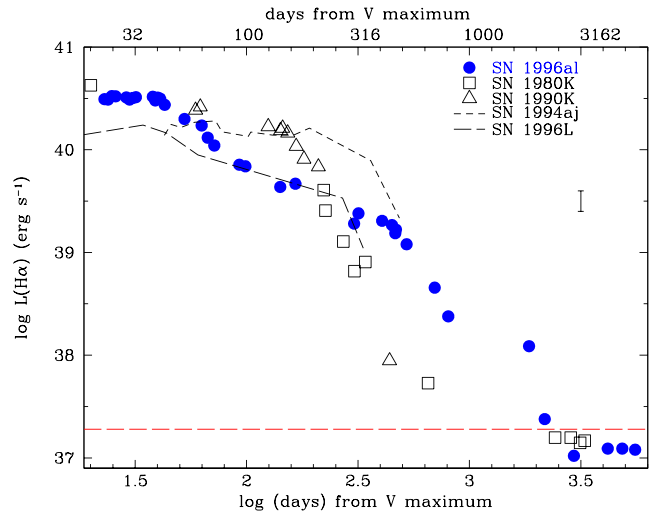 days from V maximum
32 100 316 1000 3162
41
40
39
38
37
log L(Hα) (erg s⁻¹)
SN 1996al
SN 1980K
SN 1990K
SN 1994aj
SN 1996L
1.5 2 2.5 3 3.5
log (days) from V maximum